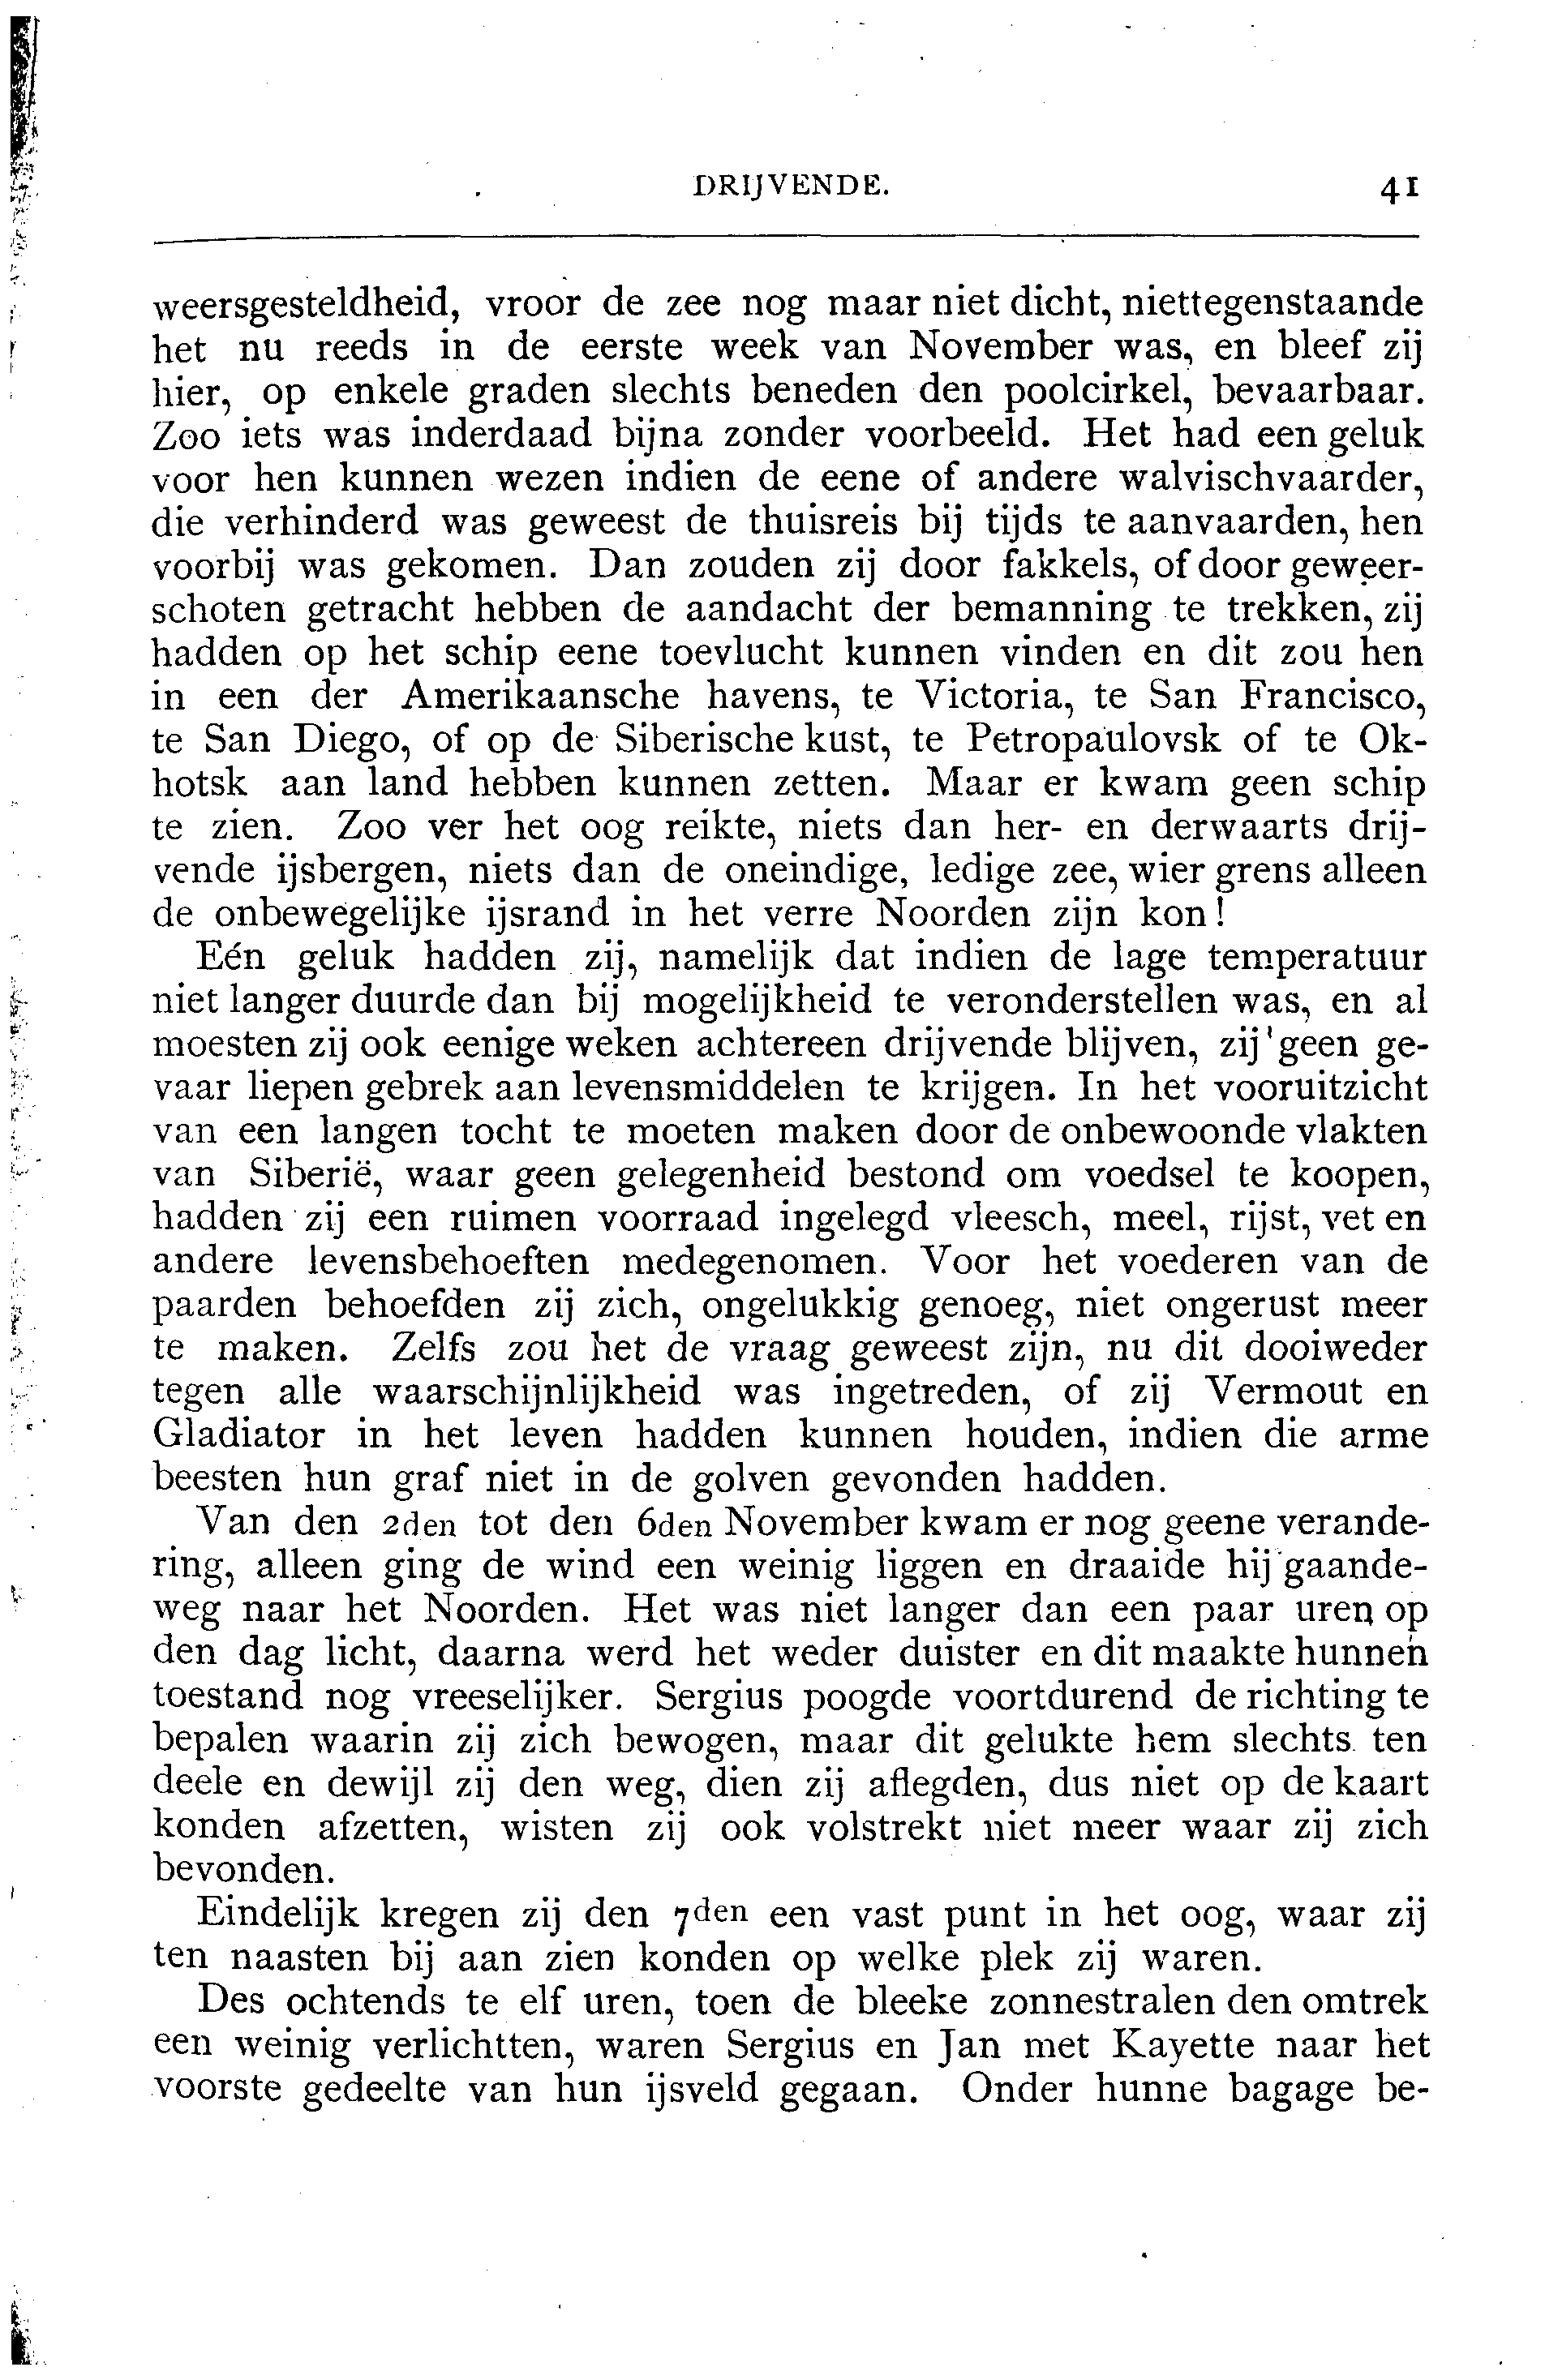 DRIJVENDE. 41
weersgesteldheid, vroor de zee nog maar niet dicht, niettegenstaande
het nu reeds in de eerste week van November was, en bleef zij
hier, op enkele graden slechts beneden den poolcirkel, bevaarbaar.
Zoo iets was inderdaad bijna zonder voorbeeld. Het had een geluk
voor hen kunnen wezen indien de eene of andere walvischvaarder,
die verhinderd was geweest de thuisreis bij tijds te aanvaarden, hen
voorbij was gekomen. Dan zouden zij door fakkels, of door geweer-
schoten getracht hebben de aandacht der bemanning te trekken, zij
hadden op het schip eene toevlucht kunnen vinden en dit zou hen
in een der Amerikaansche havens, te Victoria, te San Francisco,
te San Diego, of op de Siberische kust, te Petropaulovsk of te Ok-
hotsk aan land hebben kunnen zetten. Maar er kwam geen schip
te zien. Zoo ver het oog reikte, niets dan her- en derwaarts drij-
vende ijsbergen, niets dan de oneindige, ledige zee, wier grens alleen
de onbewegelijke ijsrand in het verre Noorden zijn kon!
Eén geluk hadden zij, namelijk dat indien de lage temperatuur
niet langer duurde dan bij mogelijkheid te veronderstellen was, en al
moesten zij ook eenige weken achtereen drijvende blijven, zij geen ge-
vaar liepen gebrek aan levensmiddelen te krijgen. In het vooruitzicht
van een langen tocht te moeten maken door de onbewoonde vlakten
van Siberië, waar geen gelegenheid bestond om voedsel te koopen,
hadden zij een ruimen voorraad ingelegd vleesch, meel, rijst, vet en
andere levensbehoeften medegenomen. Voor het voederen van de
paarden behoefden zij zich, ongelukkig genoeg, niet ongerust meer
te maken. Zelfs zou het de vraag geweest zijn, nu dit dooiweder
tegen alle waarschijnlijkheid was ingetreden, of zij Vermout en
Gladiator in het leven hadden kunnen houden, indien die arme
beesten hun graf niet in de golven gevonden hadden.
Van den 2den tot den 6den November kwam er nog geene verande-
ring, alleen ging de wind een weinig liggen en draaide hij gaande-
weg naar het Noorden. Het was niet langer dan een paar uren op
den dag licht, daarna werd het weder duister en dit maakte hunnen
toestand nog vreeselijker. Sergius poogde voortdurend de richting te
bepalen waarin zij zich bewogen, maar dit gelukte hem slechts ten
deele en dewijl zij den weg, dien zij aflegden, dus niet op de kaart
konden afzetten, wisten zij ook volstrekt niet meer waar zij zich
bevonden.
Eindelijk kregen zij den 7den een vast punt in het oog, waar zij
ten naasten bij aan zien konden op welke plek zij waren.
Des ochtends te elf uren, toen de bleeke zonnestralen den omtrek
een weinig verlichtten, waren Sergius en Jan met Kayette naar het
voorste gedeelte van hun ijsveld gegaan. Onder hunne bagage be-